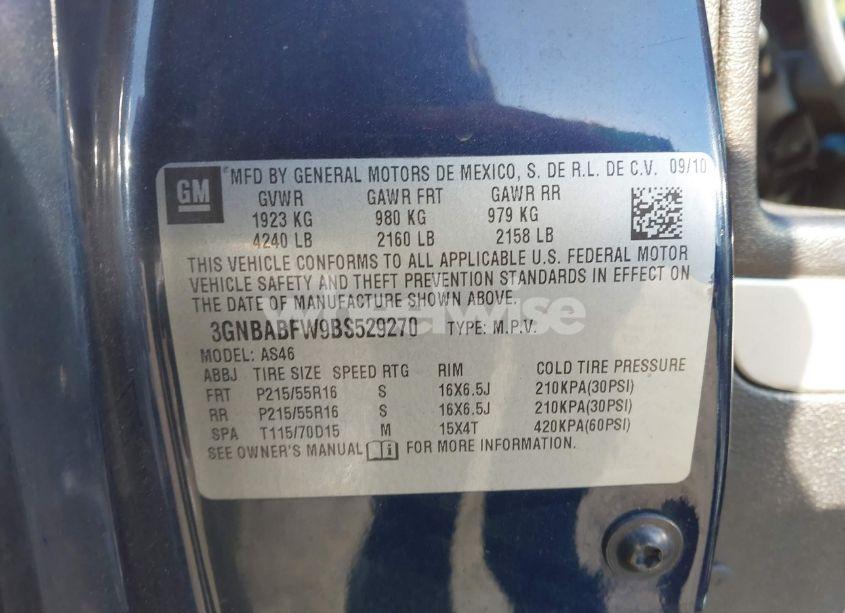 GM MFD BY GENERAL MOTORS DE MEXICO, S. DE R.L. DE C.V. 09/10
GVWR GAWR FRT GAWR RR
1923 KG 980 KG 979 KG
4240 LB 2160 LB 2158 LB
THIS VEHICLE CONFORMS TO ALL APPLICABLE U.S. FEDERAL MOTOR
VEHICLE SAFETY AND THEFT PREVENTION STANDARDS IN EFFECT ON
THE DATE OF MANUFACTURE SHOWN ABOVE.
wheelwise
3GNBABFW9BS529270 TYPE: M.P.V.
MODEL: AS46
ABBJ TIRE SIZE SPEED RTG RIM COLD TIRE PRESSURE
FRT P215/55R16 S 16X6.5J 210KPA(30PSI)
RR P215/55R16 S 16X6.5J 210KPA(30PSI)
SPA T115/70D15 M 15X4T 420KPA(60PSI)
SEE OWNER'S MANUAL FOR MORE INFORMATION.